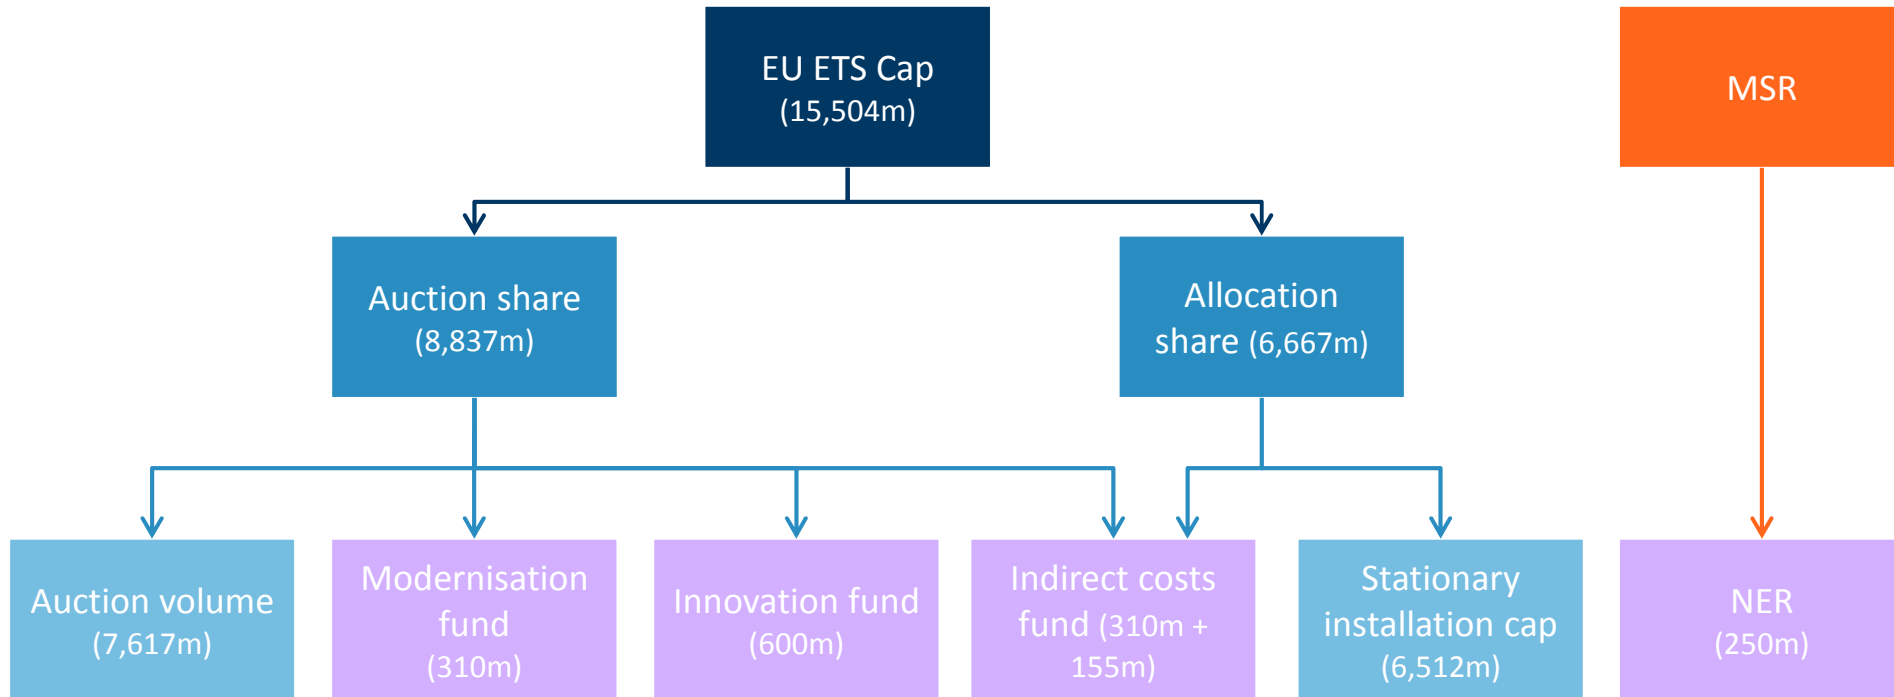 EU ETS Cap
(15,504m)
MSR
Auction share
(8,837m)
Allocation
share (6,667m)
Auction volume
(7,617m)
Modernisation
fund
(310m)
Innovation fund
(600m)
Indirect costs
fund (310m +
155m)
Stationary
installation cap
(6,512m)
NER
(250m)